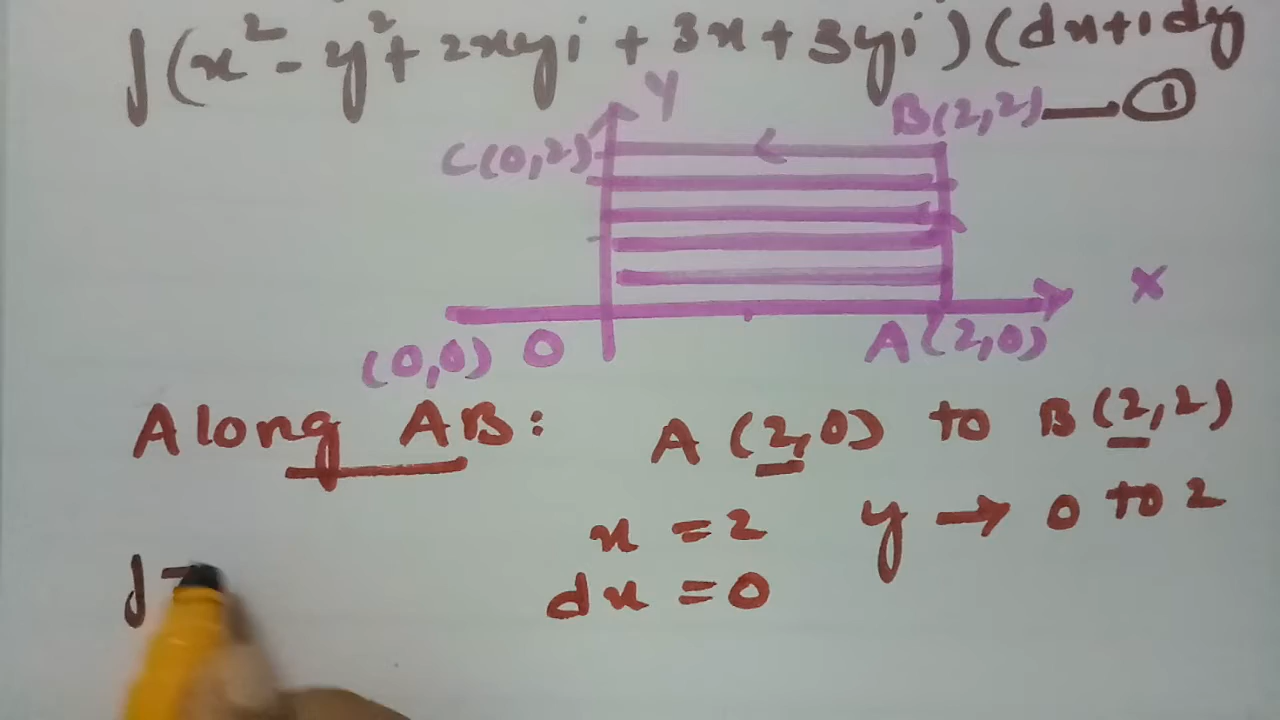 ∫(x² - y² + 2xyi + 3x + 3yi)(dx+idy
Y
B(2,2) — ①
C(0,2)
X
(0,0) O
A(2,0)
Along AB: A (2,0) to B (2,2)
x = 2 y → 0 to 2
∫
dx = 0